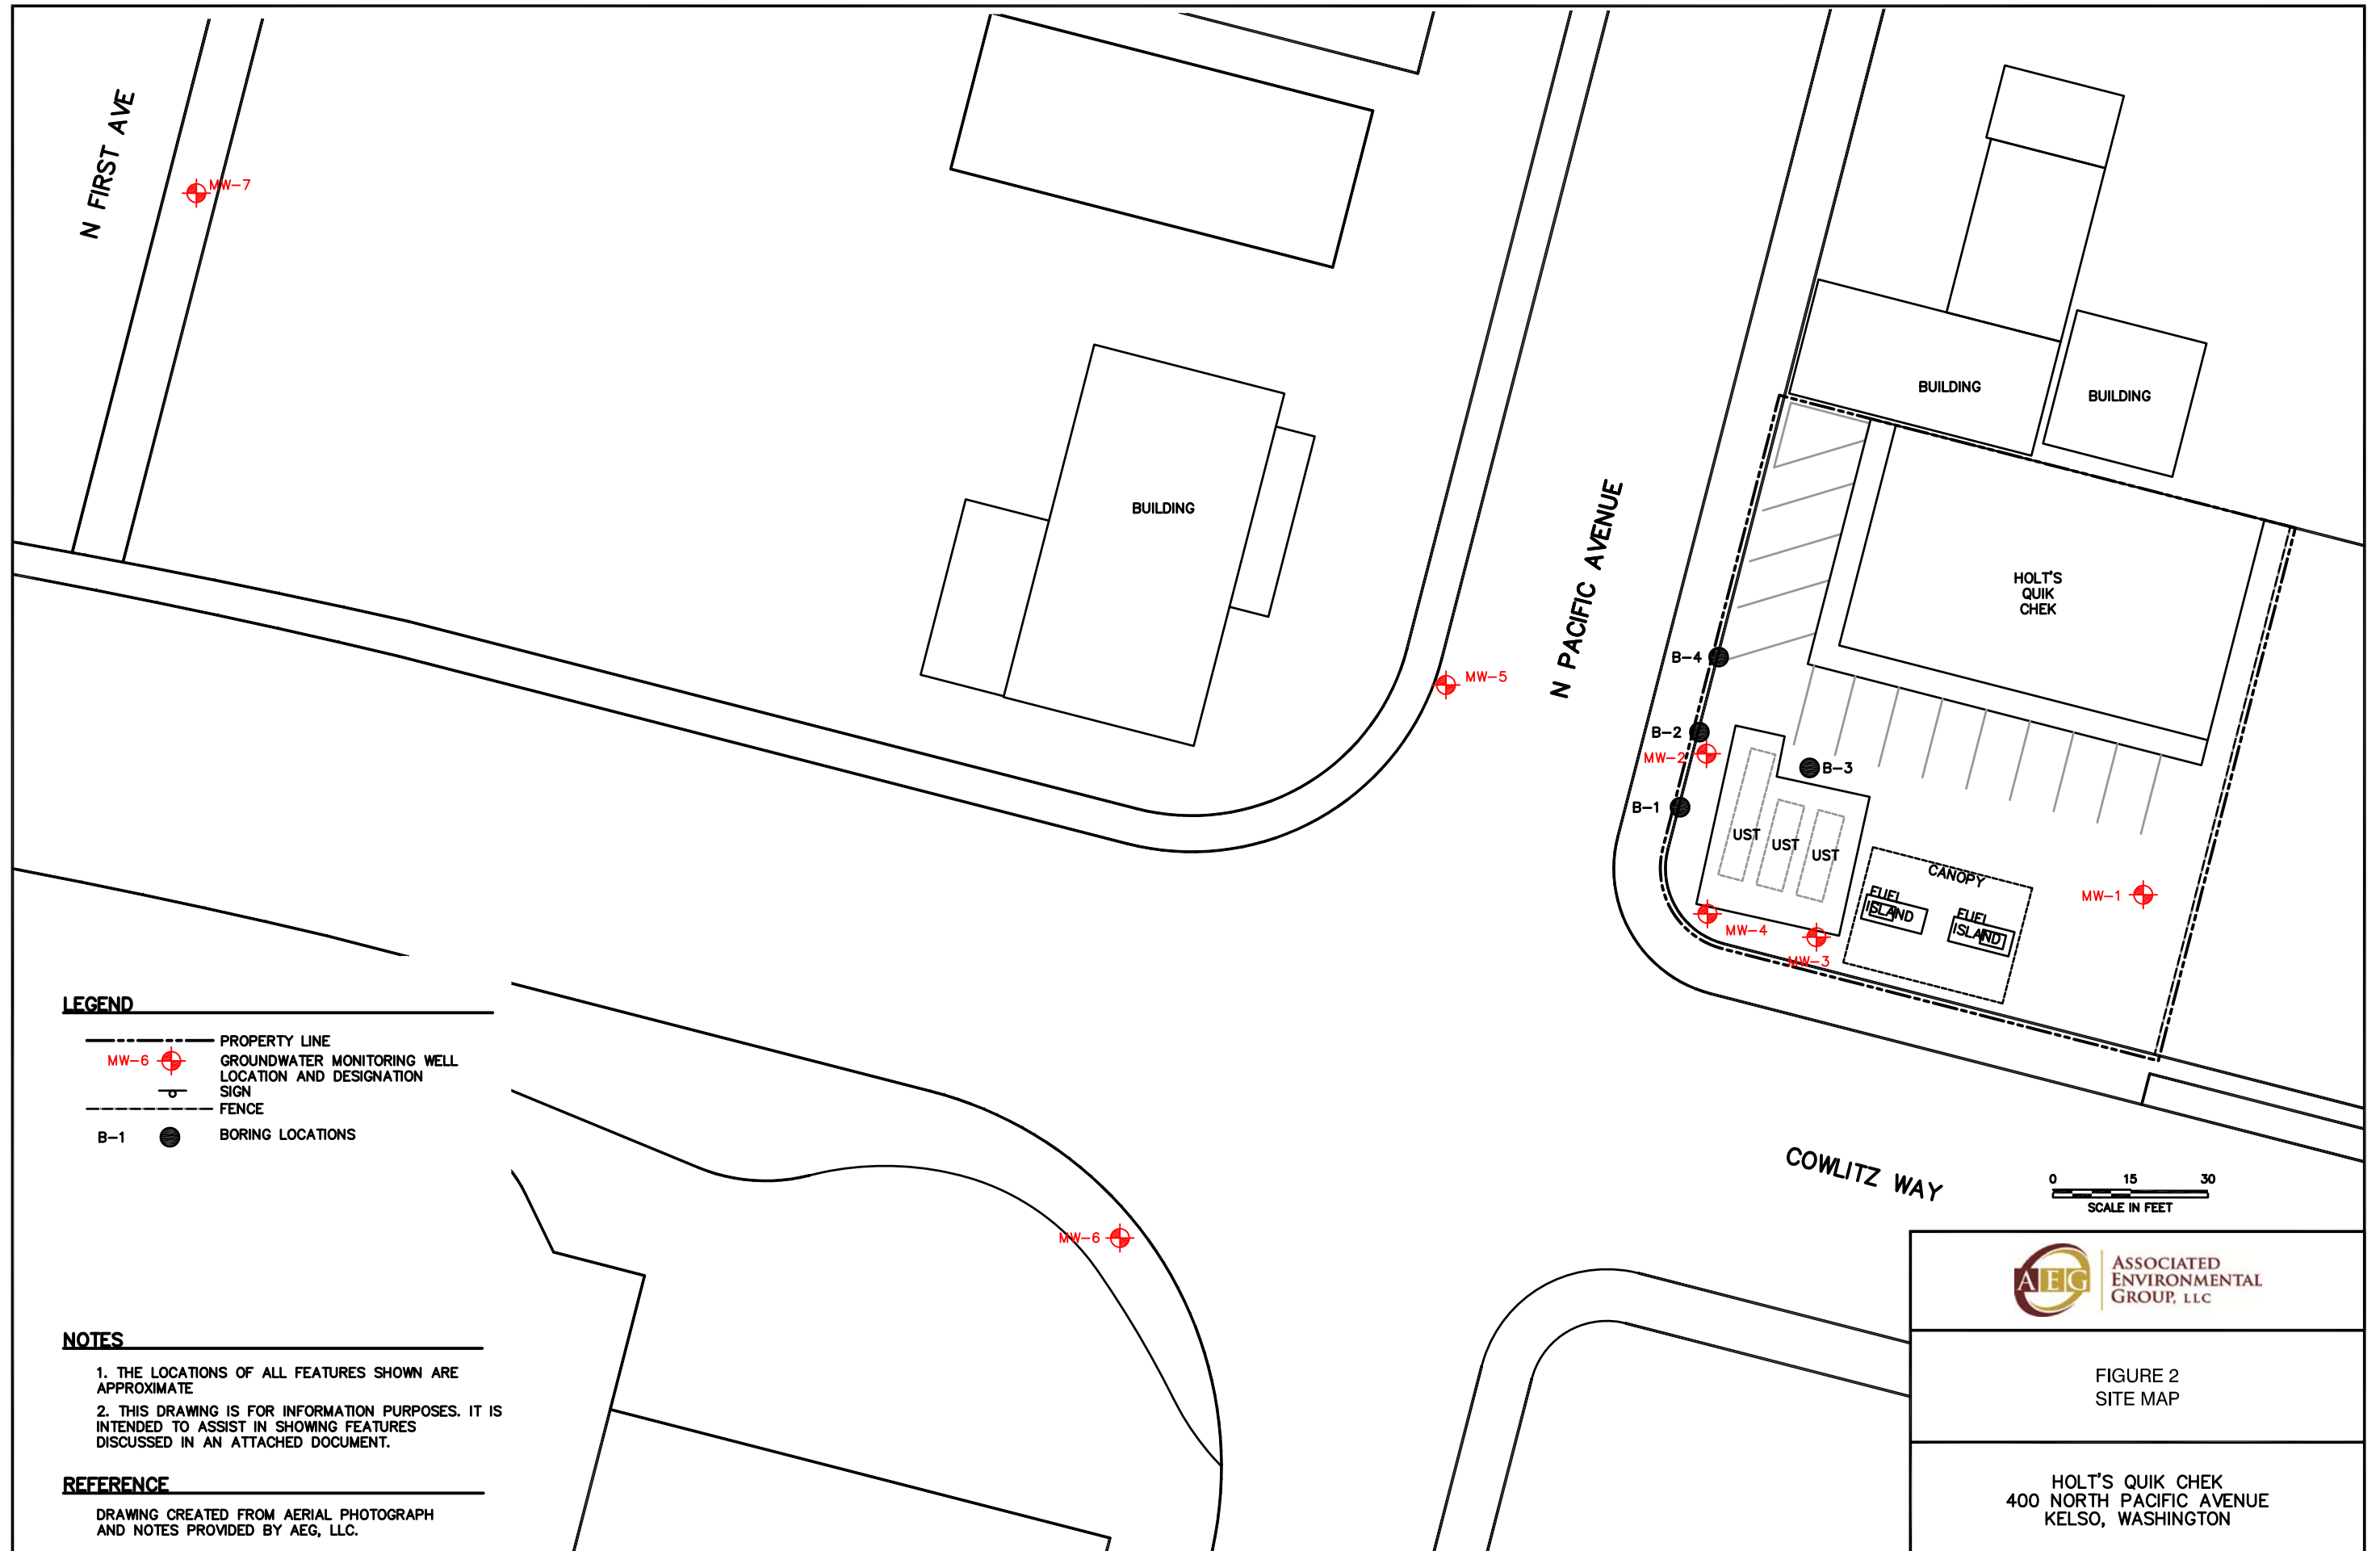 N FIRST AVE
MW-7
BUILDING
BUILDING
BUILDING
N PACIFIC AVENUE
HOLT'S
QUIK
CHEK
B-4
MW-5
B-2
MW-2
B-3
B-1
UST
UST
UST
CANOPY
FUEL
ISLAND
FUEL
ISLAND
MW-1
MW-4
MW-3
LEGEND
PROPERTY LINE
MW-6
GROUNDWATER MONITORING WELL
LOCATION AND DESIGNATION
SIGN
FENCE
B-1
BORING LOCATIONS
COWLITZ WAY
0 15 30
SCALE IN FEET
MW-6
NOTES
1. THE LOCATIONS OF ALL FEATURES SHOWN ARE
APPROXIMATE
2. THIS DRAWING IS FOR INFORMATION PURPOSES. IT IS
INTENDED TO ASSIST IN SHOWING FEATURES
DISCUSSED IN AN ATTACHED DOCUMENT.
REFERENCE
DRAWING CREATED FROM AERIAL PHOTOGRAPH
AND NOTES PROVIDED BY AEG, LLC.
AEG
ASSOCIATED
ENVIRONMENTAL
GROUP, LLC
FIGURE 2
SITE MAP
HOLT'S QUIK CHEK
400 NORTH PACIFIC AVENUE
KELSO, WASHINGTON